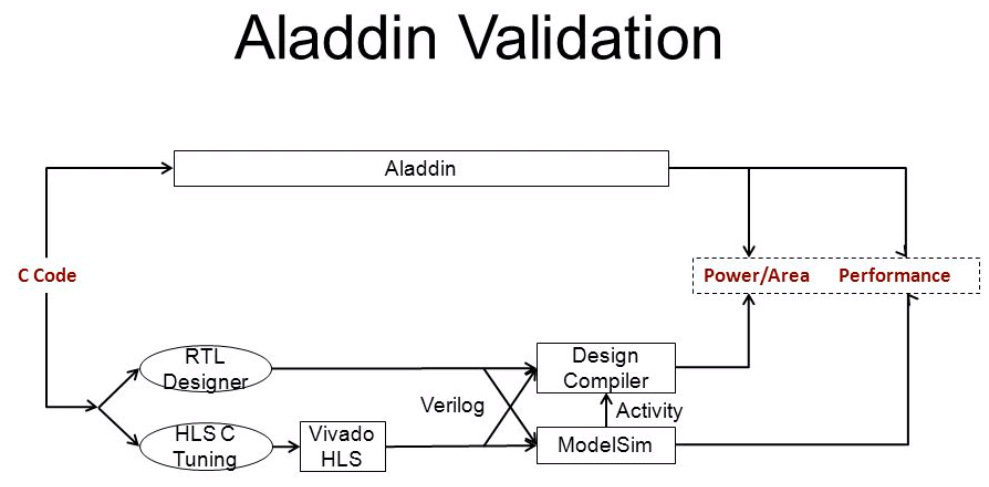 Aladdin Validation
Aladdin
C Code
Power/Area
Performance
RTL
Designer
Design
Compiler
Verilog
Activity
HLS C
Tuning
Vivado
HLS
ModelSim